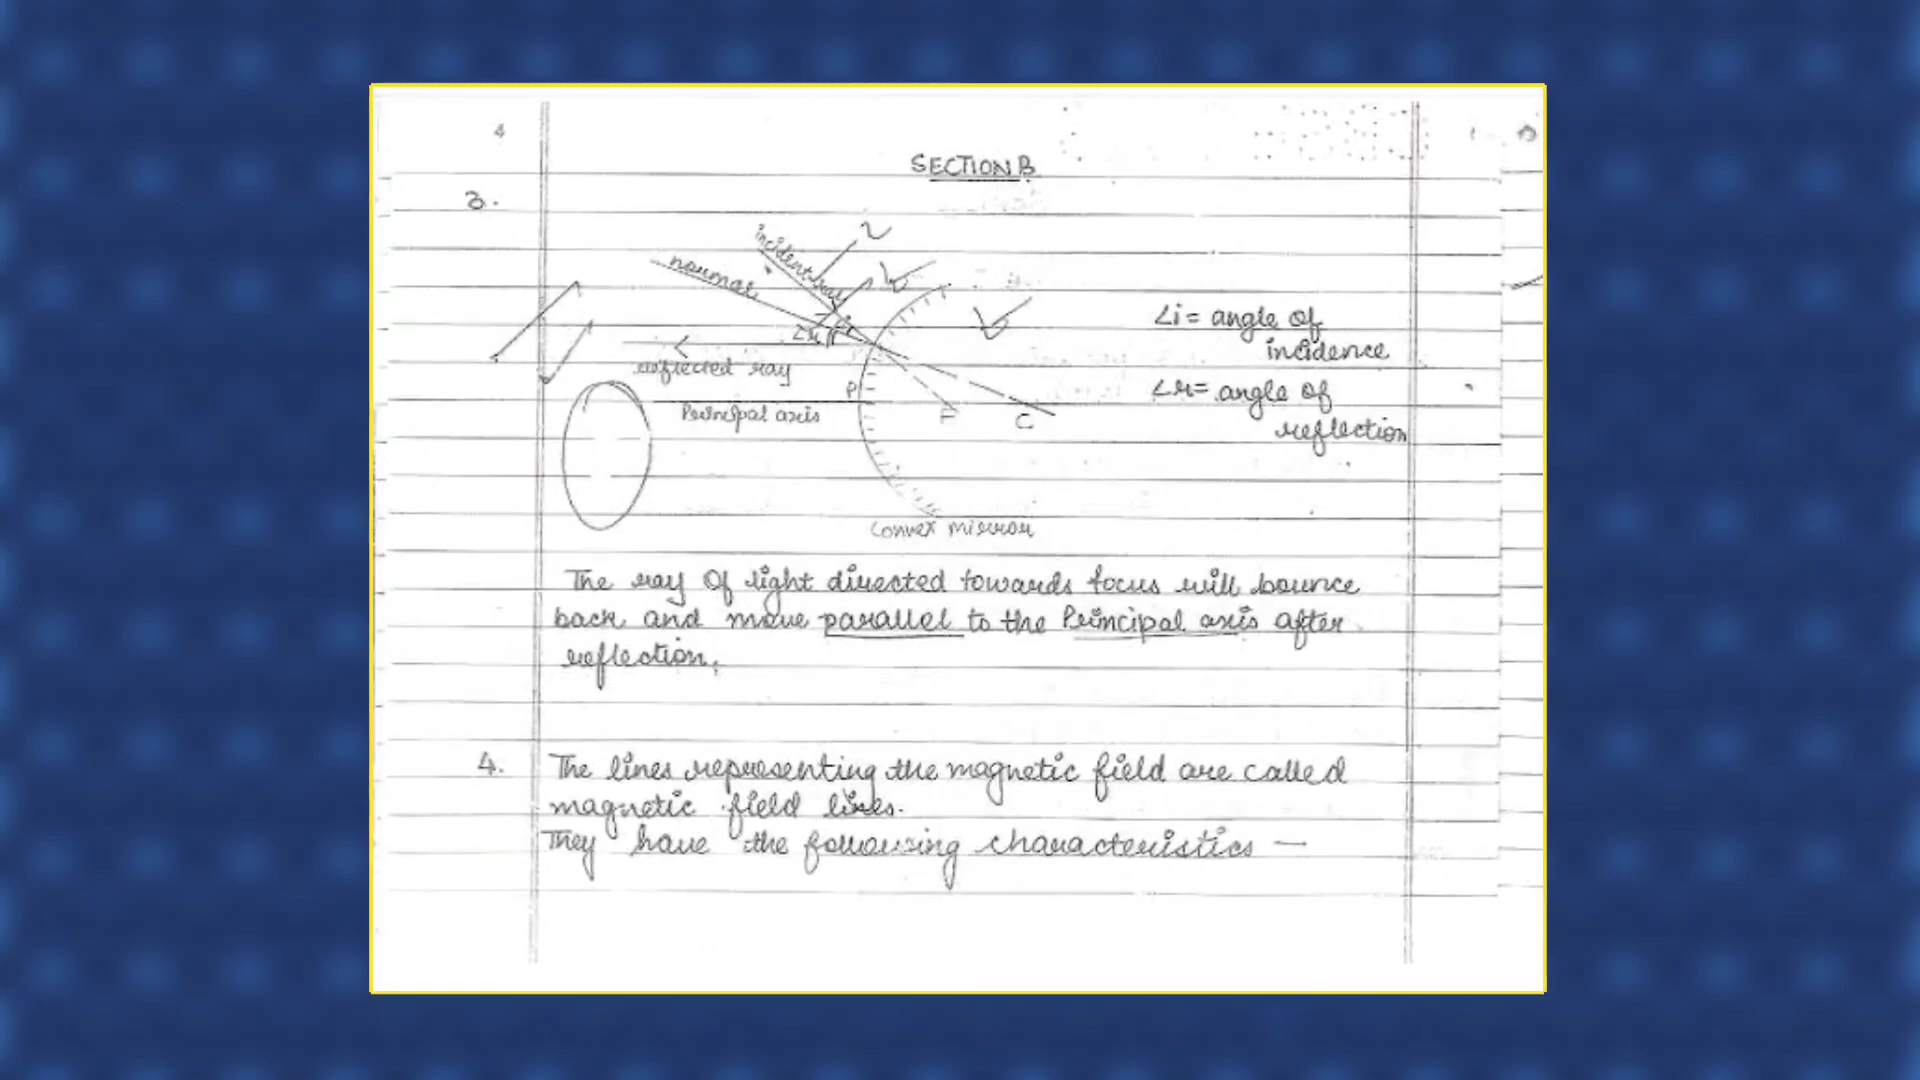 4
SECTION B
3.
incident ray
normal
∠i
∠r
reflected ray
P
Principal axis
F
C
∠i = angle of
incidence
∠r = angle of
reflection
Convex mirror
The ray of light directed towards focus will bounce
back and move parallel to the Principal axis after
reflection.
4. The lines representing the magnetic field are called
magnetic field lines.
They have the following characteristics —